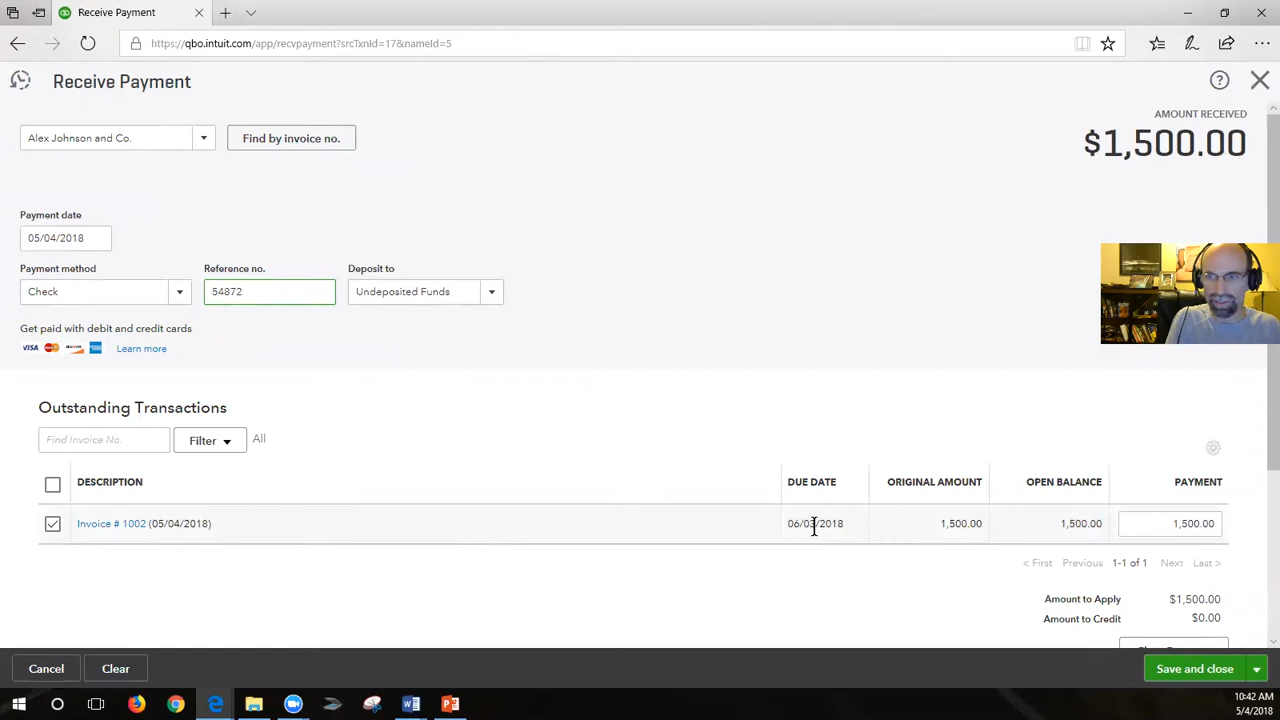 Receive Payment
https://qbo.intuit.com/app/recvpayment?srcTxnId=17&nameId=5
Receive Payment
AMOUNT RECEIVED
$1,500.00
Alex Johnson and Co.
Find by invoice no.
Payment date
05/04/2018
Payment method
Reference no.
Deposit to
Check
54872
Undeposited Funds
Get paid with debit and credit cards
VISA
Learn more
Outstanding Transactions
Find Invoice No.
Filter
All
DESCRIPTION
DUE DATE
ORIGINAL AMOUNT
OPEN BALANCE
PAYMENT
Invoice # 1002 (05/04/2018)
06/03/2018
1,500.00
1,500.00
1,500.00
< First Previous 1-1 of 1 Next Last >
Amount to Apply $1,500.00
Amount to Credit $0.00
Cancel
Clear
Save and close
10:42 AM
5/4/2018